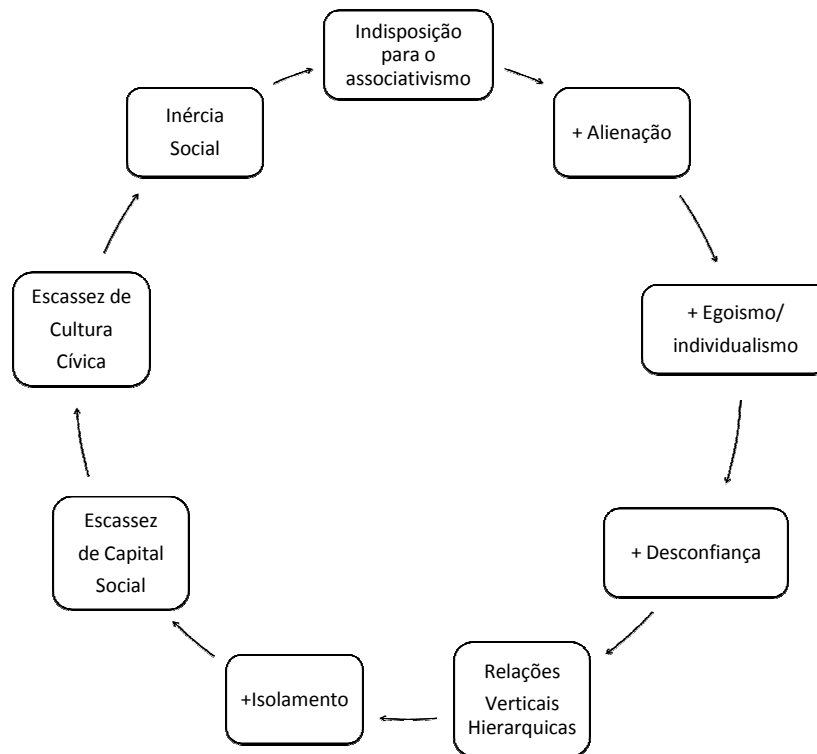 Indisposição
para o
associativismo
+ Alienação
+ Egoismo/
individualismo
+ Desconfiança
Relações
Verticais
Hierarquicas
+Isolamento
Escassez
de Capital
Social
Escassez de
Cultura
Cívica
Inércia
Social